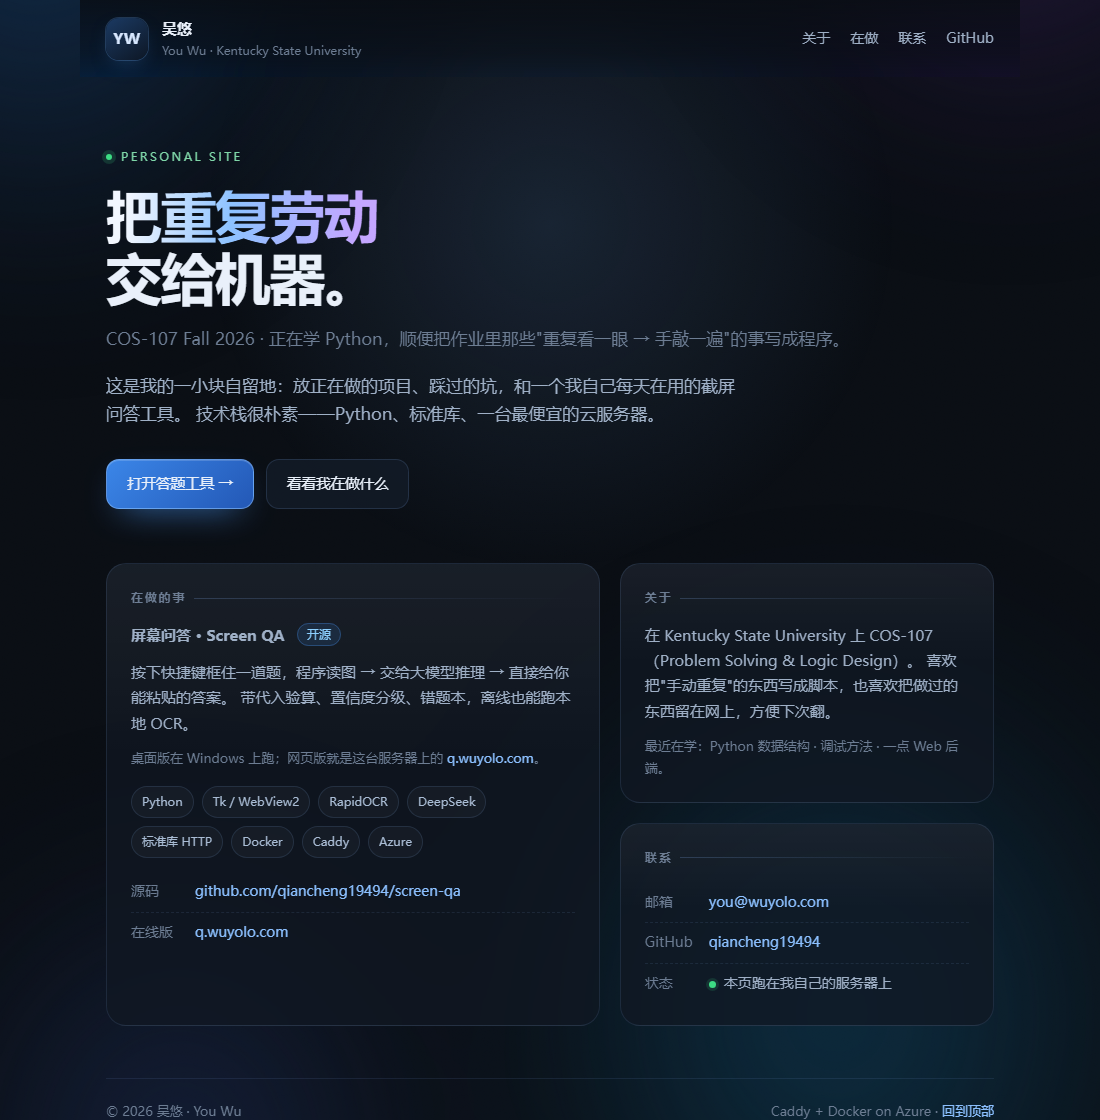 YW
吴悠
You Wu · Kentucky State University
关于
在做
联系
GitHub
PERSONAL SITE
把重复劳动
交给机器。
COS-107 Fall 2026 · 正在学 Python，顺便把作业里那些"重复看一眼 → 手敲一遍"的事写成程序。
这是我的一小块自留地：放正在做的项目、踩过的坑，和一个我自己每天在用的截屏
问答工具。 技术栈很朴素——Python、标准库、一台最便宜的云服务器。
打开答题工具 →
看看我在做什么
在做的事
屏幕问答 · Screen QA
开源
按下快捷键框住一道题，程序读图 → 交给大模型推理 → 直接给你
能粘贴的答案。 带代入验算、置信度分级、错题本，离线也能跑本
地 OCR。
桌面版在 Windows 上跑；网页版就是这台服务器上的 q.wuyolo.com。
Python
Tk / WebView2
RapidOCR
DeepSeek
标准库 HTTP
Docker
Caddy
Azure
源码 github.com/qiancheng19494/screen-qa
在线版 q.wuyolo.com
关于
在 Kentucky State University 上 COS-107
（Problem Solving & Logic Design）。 喜欢
把"手动重复"的东西写成脚本，也喜欢把做过的
东西留在网上，方便下次翻。
最近在学：Python 数据结构 · 调试方法 · 一点 Web 后
端。
联系
邮箱 you@wuyolo.com
GitHub qiancheng19494
状态 本页跑在我自己的服务器上
© 2026 吴悠 · You Wu
Caddy + Docker on Azure · 回到顶部